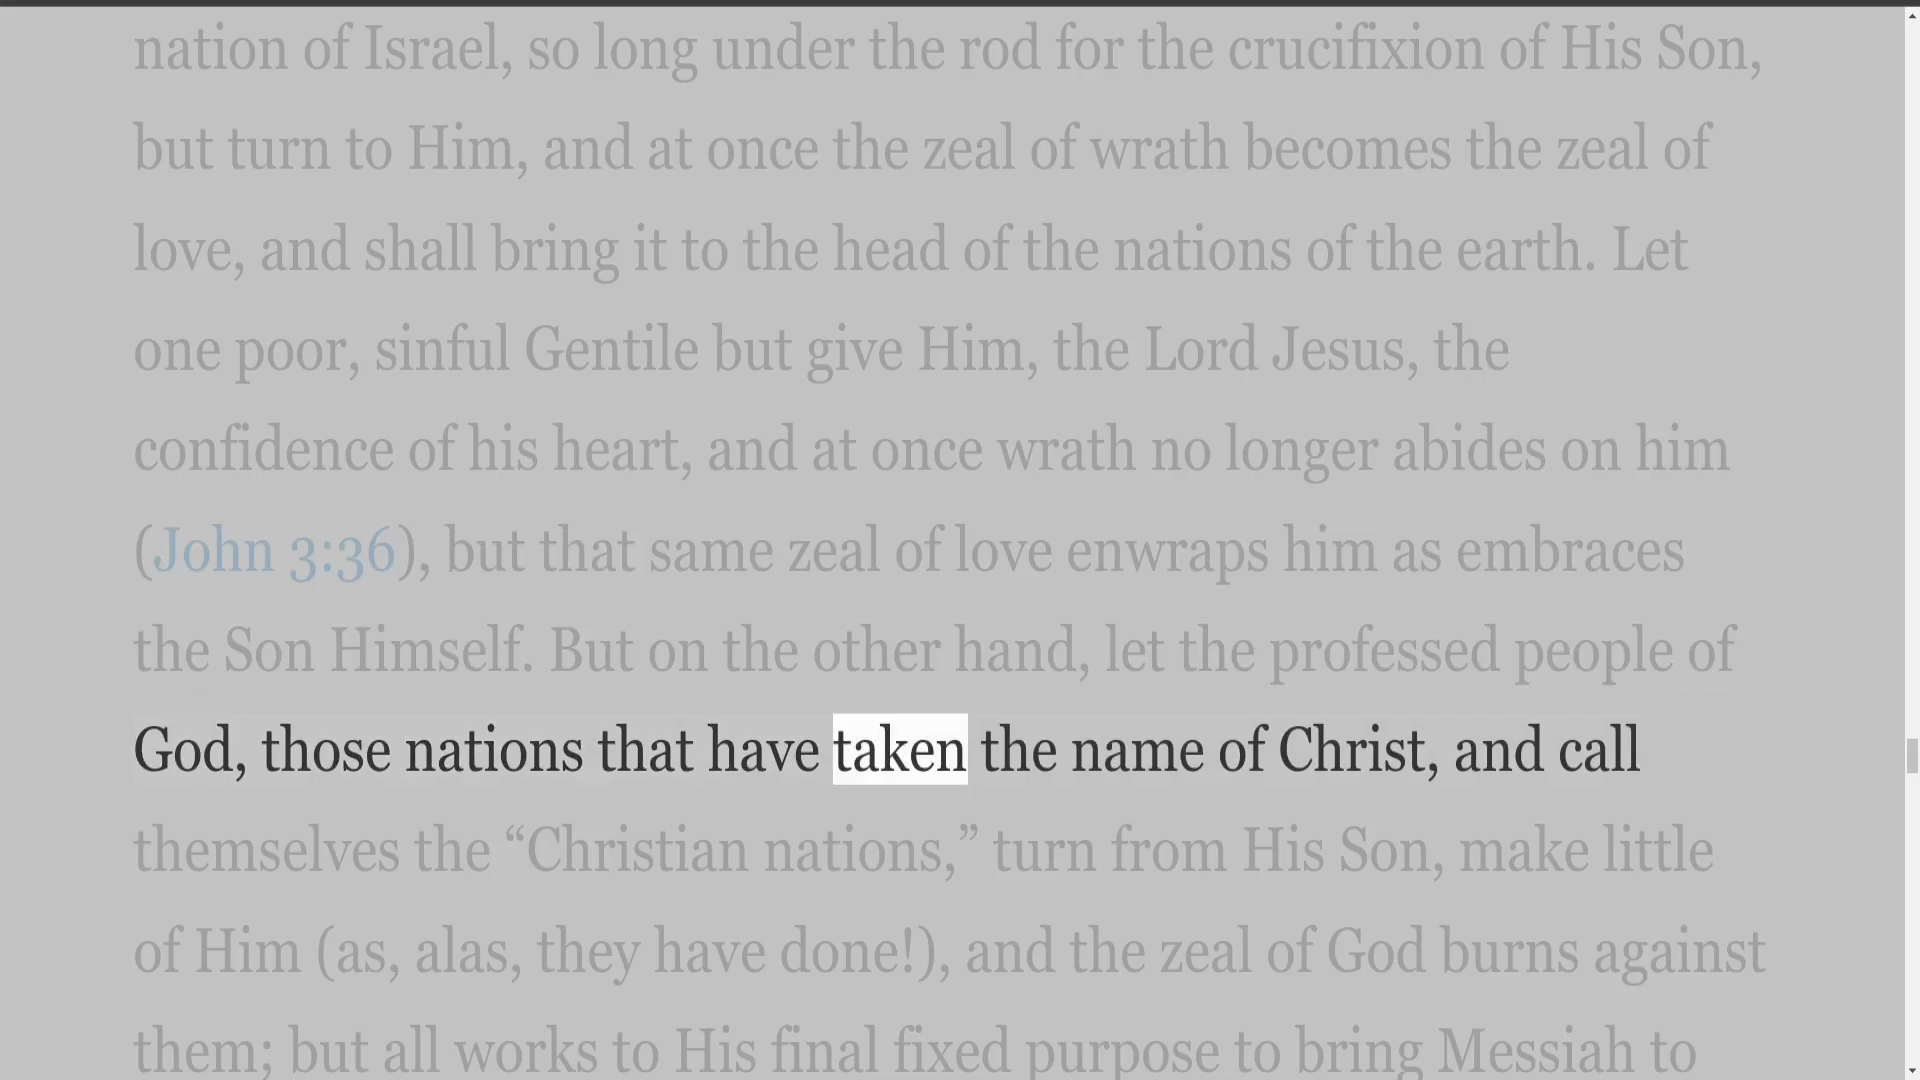 nation of Israel, so long under the rod for the crucifixion of His Son,
but turn to Him, and at once the zeal of wrath becomes the zeal of
love, and shall bring it to the head of the nations of the earth. Let
one poor, sinful Gentile but give Him, the Lord Jesus, the
confidence of his heart, and at once wrath no longer abides on him
(John 3:36), but that same zeal of love enwraps him as embraces
the Son Himself. But on the other hand, let the professed people of
God, those nations that have taken the name of Christ, and call
themselves the “Christian nations,” turn from His Son, make little
of Him (as, alas, they have done!), and the zeal of God burns against
them; but all works to His final fixed purpose to bring Messiah to